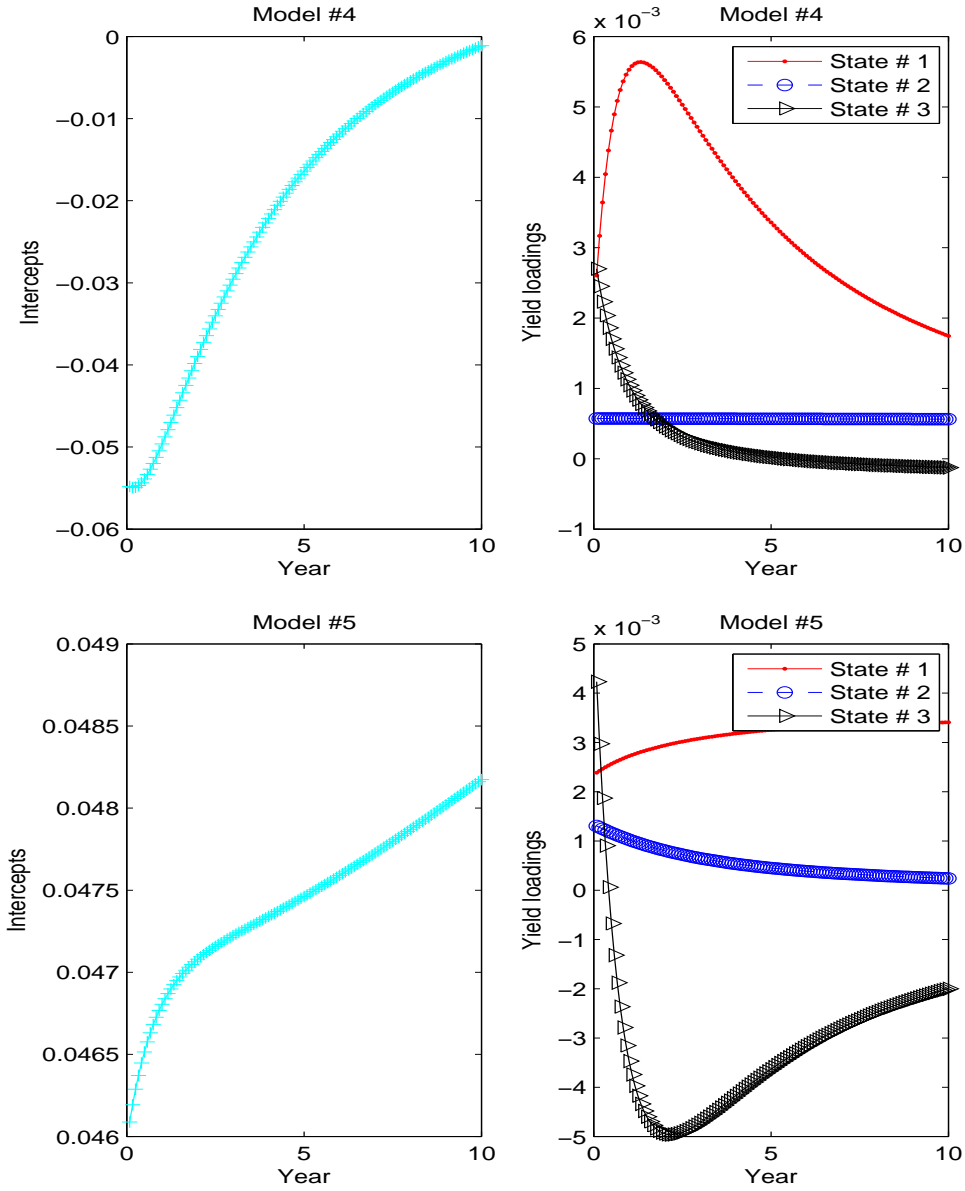 Model #4
Intercepts
0
−0.01
−0.02
−0.03
−0.04
−0.05
−0.06
0
5
10
Year
Model #4
x 10−3
Yield loadings
6
5
4
3
2
1
0
−1
0
5
10
Year
State # 1
State # 2
State # 3
Model #5
Intercepts
0.049
0.0485
0.048
0.0475
0.047
0.0465
0.046
0
5
10
Year
Model #5
x 10−3
Yield loadings
5
4
3
2
1
0
−1
−2
−3
−4
−5
0
5
10
Year
State # 1
State # 2
State # 3